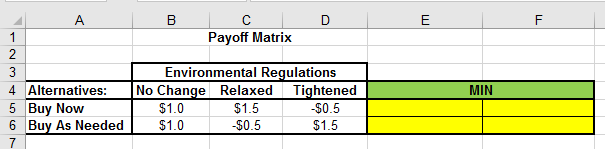 A B C D E F
1 Payoff Matrix
2
3 Environmental Regulations
4 Alternatives: No Change Relaxed Tightened MIN
5 Buy Now $1.0 $1.5 -$0.5
6 Buy As Needed $1.0 -$0.5 $1.5
7